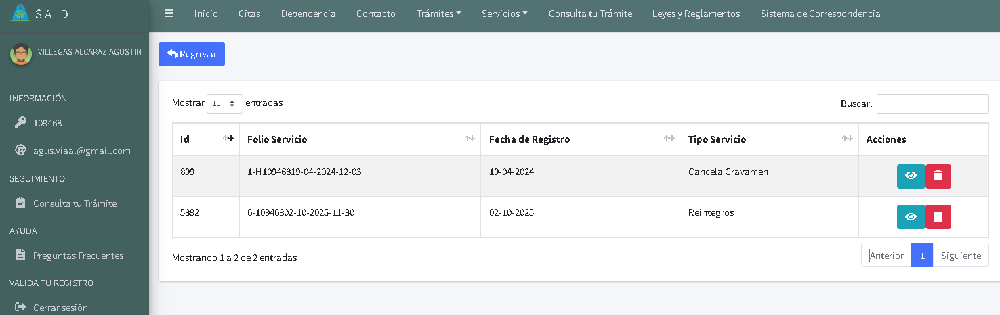 SAID
Inicio Citas Dependencia Contacto Trámites Servicios Consulta tu Trámite Leyes y Reglamentos Sistema de Correspondencia
VILLEGAS ALCARAZ AGUSTIN
INFORMACIÓN
109468
agus.viaal@gmail.com
SEGUIMIENTO
Consulta tu Trámite
AYUDA
Preguntas Frecuentes
VALIDA TU REGISTRO
Cerrar sesión
Regresar
Mostrar 10 entradas Buscar:
Id Folio Servicio Fecha de Registro Tipo Servicio Acciones
899 1-H10946819-04-2024-12-03 19-04-2024 Cancela Gravamen
5892 6-10946802-10-2025-11-30 02-10-2025 Reintegros
Mostrando 1 a 2 de 2 entradas Anterior 1 Siguiente